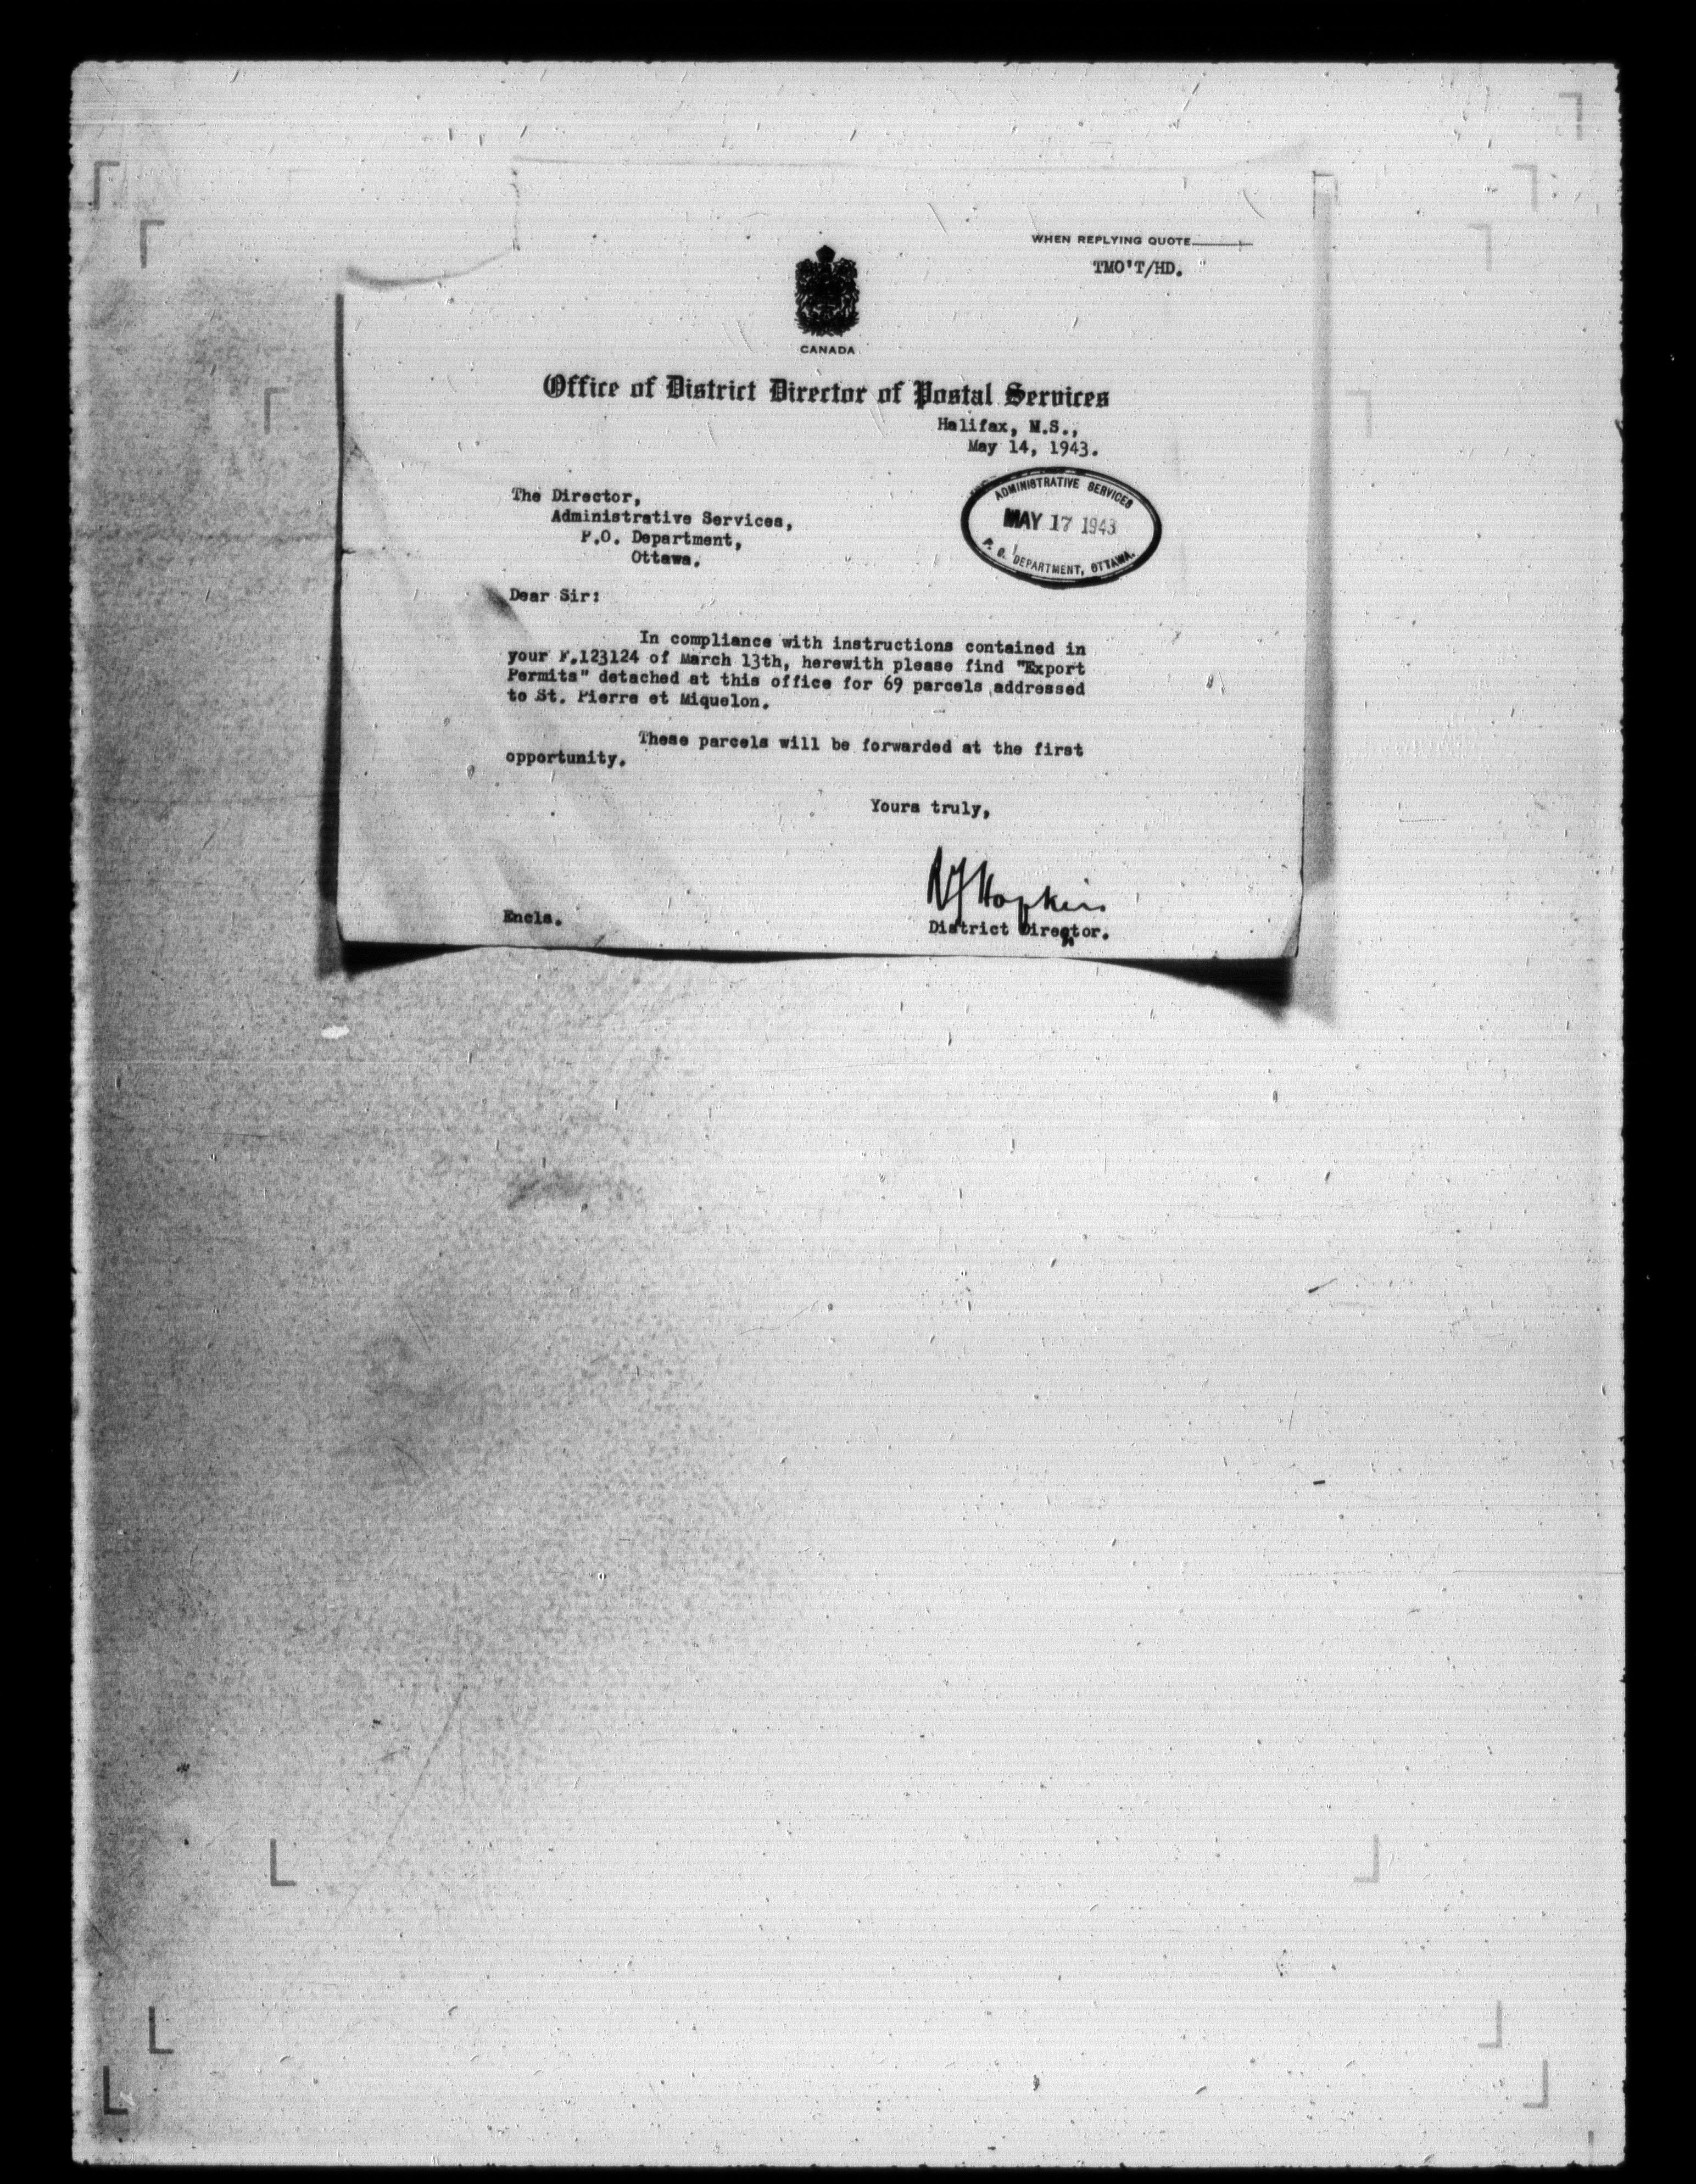 WHEN REPLYING QUOTE
TMO'T/HD.
CANADA
Office of District Director of Postal Services
Halifax, N.S.,
May 14, 1943.
ADMINISTRATIVE SERVICES
MAY 17 1943
P. O. DEPARTMENT, OTTAWA.
The Director,
Administrative Services,
P.O. Department,
Ottawa.
Dear Sir:
In compliance with instructions contained in
your F.123124 of March 13th, herewith please find "Export
Permits" detached at this office for 69 parcels addressed
to St. Pierre et Miquelon.
These parcels will be forwarded at the first
opportunity.
Yours truly,
Hopkins
Encls.
District Director.